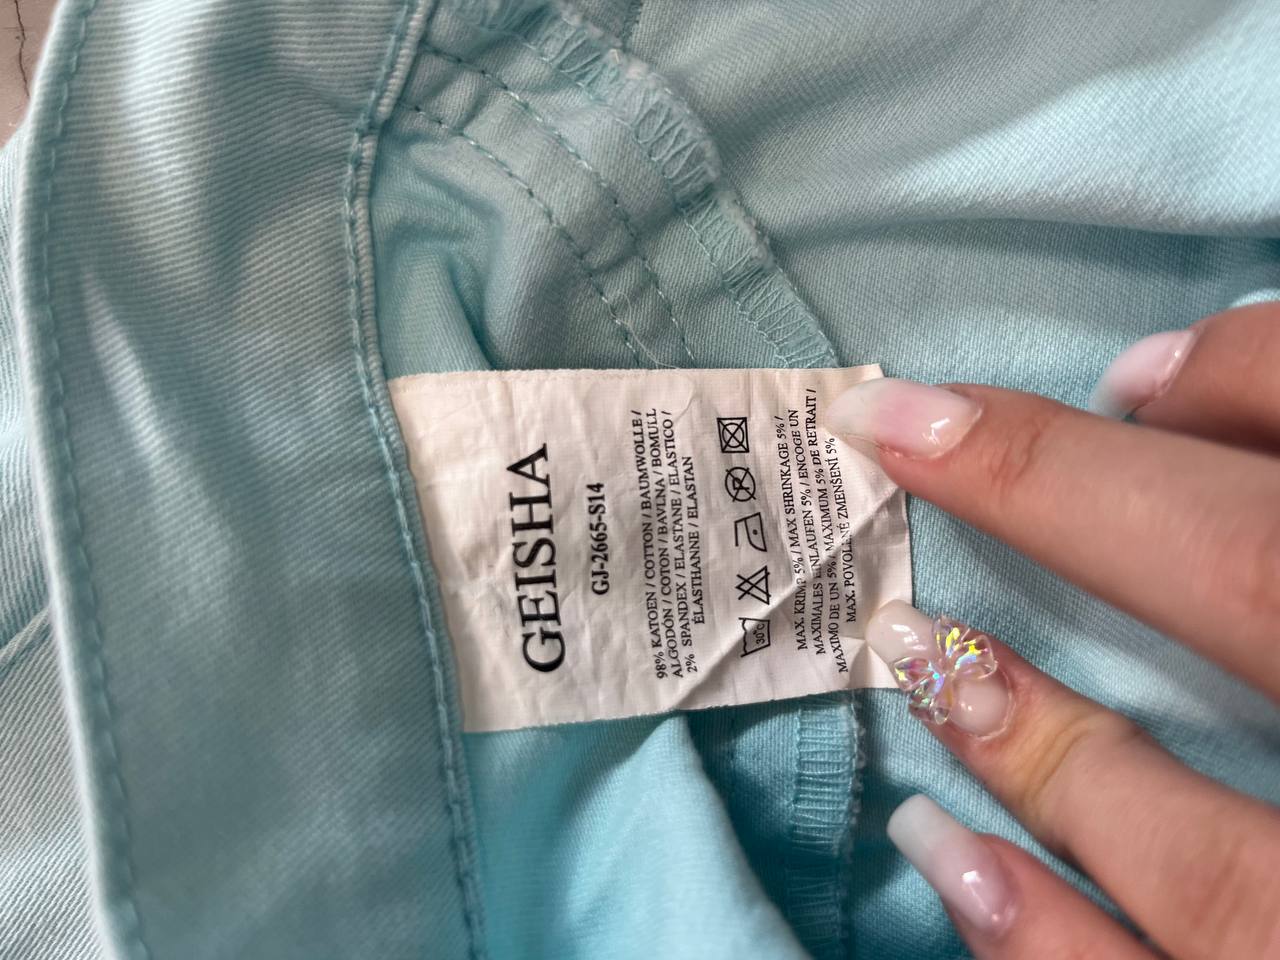 GEISHA
GJ-2665-S14
98% KATOEN / COTTON / BAUMWOLLE /
ALGODÓN / COTON / BAVLNA / BOMULL
2% SPANDEX / ELASTANE / ELASTICO /
ÉLASTHANNE / ELASTAN
30°C
P
MAX. KRIMP 5% / MAX SHRINKAGE 5% /
MAXIMALES EINLAUFEN 5% / ENCOGE UN
MAXIMO DE UN 5% / MAXIMUM 5% DE RETRAIT /
MAX. POVOLENÉ ZMENŠENÍ 5%